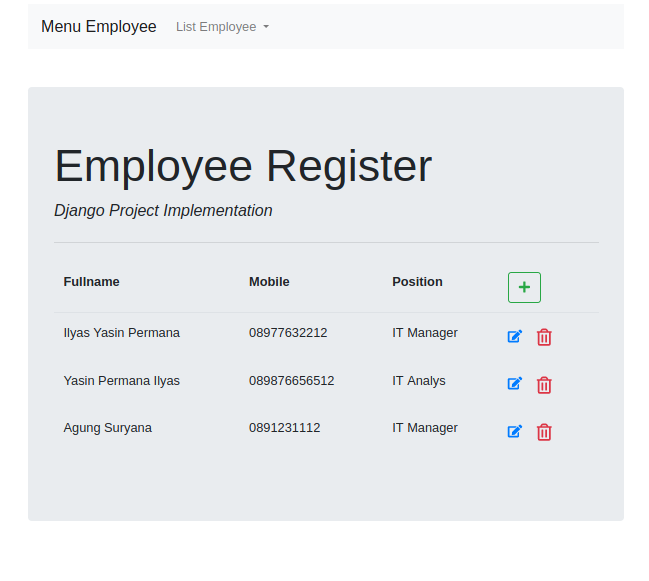 Menu Employee List Employee
Employee Register
Django Project Implementation
Fullname Mobile Position
Ilyas Yasin Permana 08977632212 IT Manager
Yasin Permana Ilyas 089876656512 IT Analys
Agung Suryana 0891231112 IT Manager